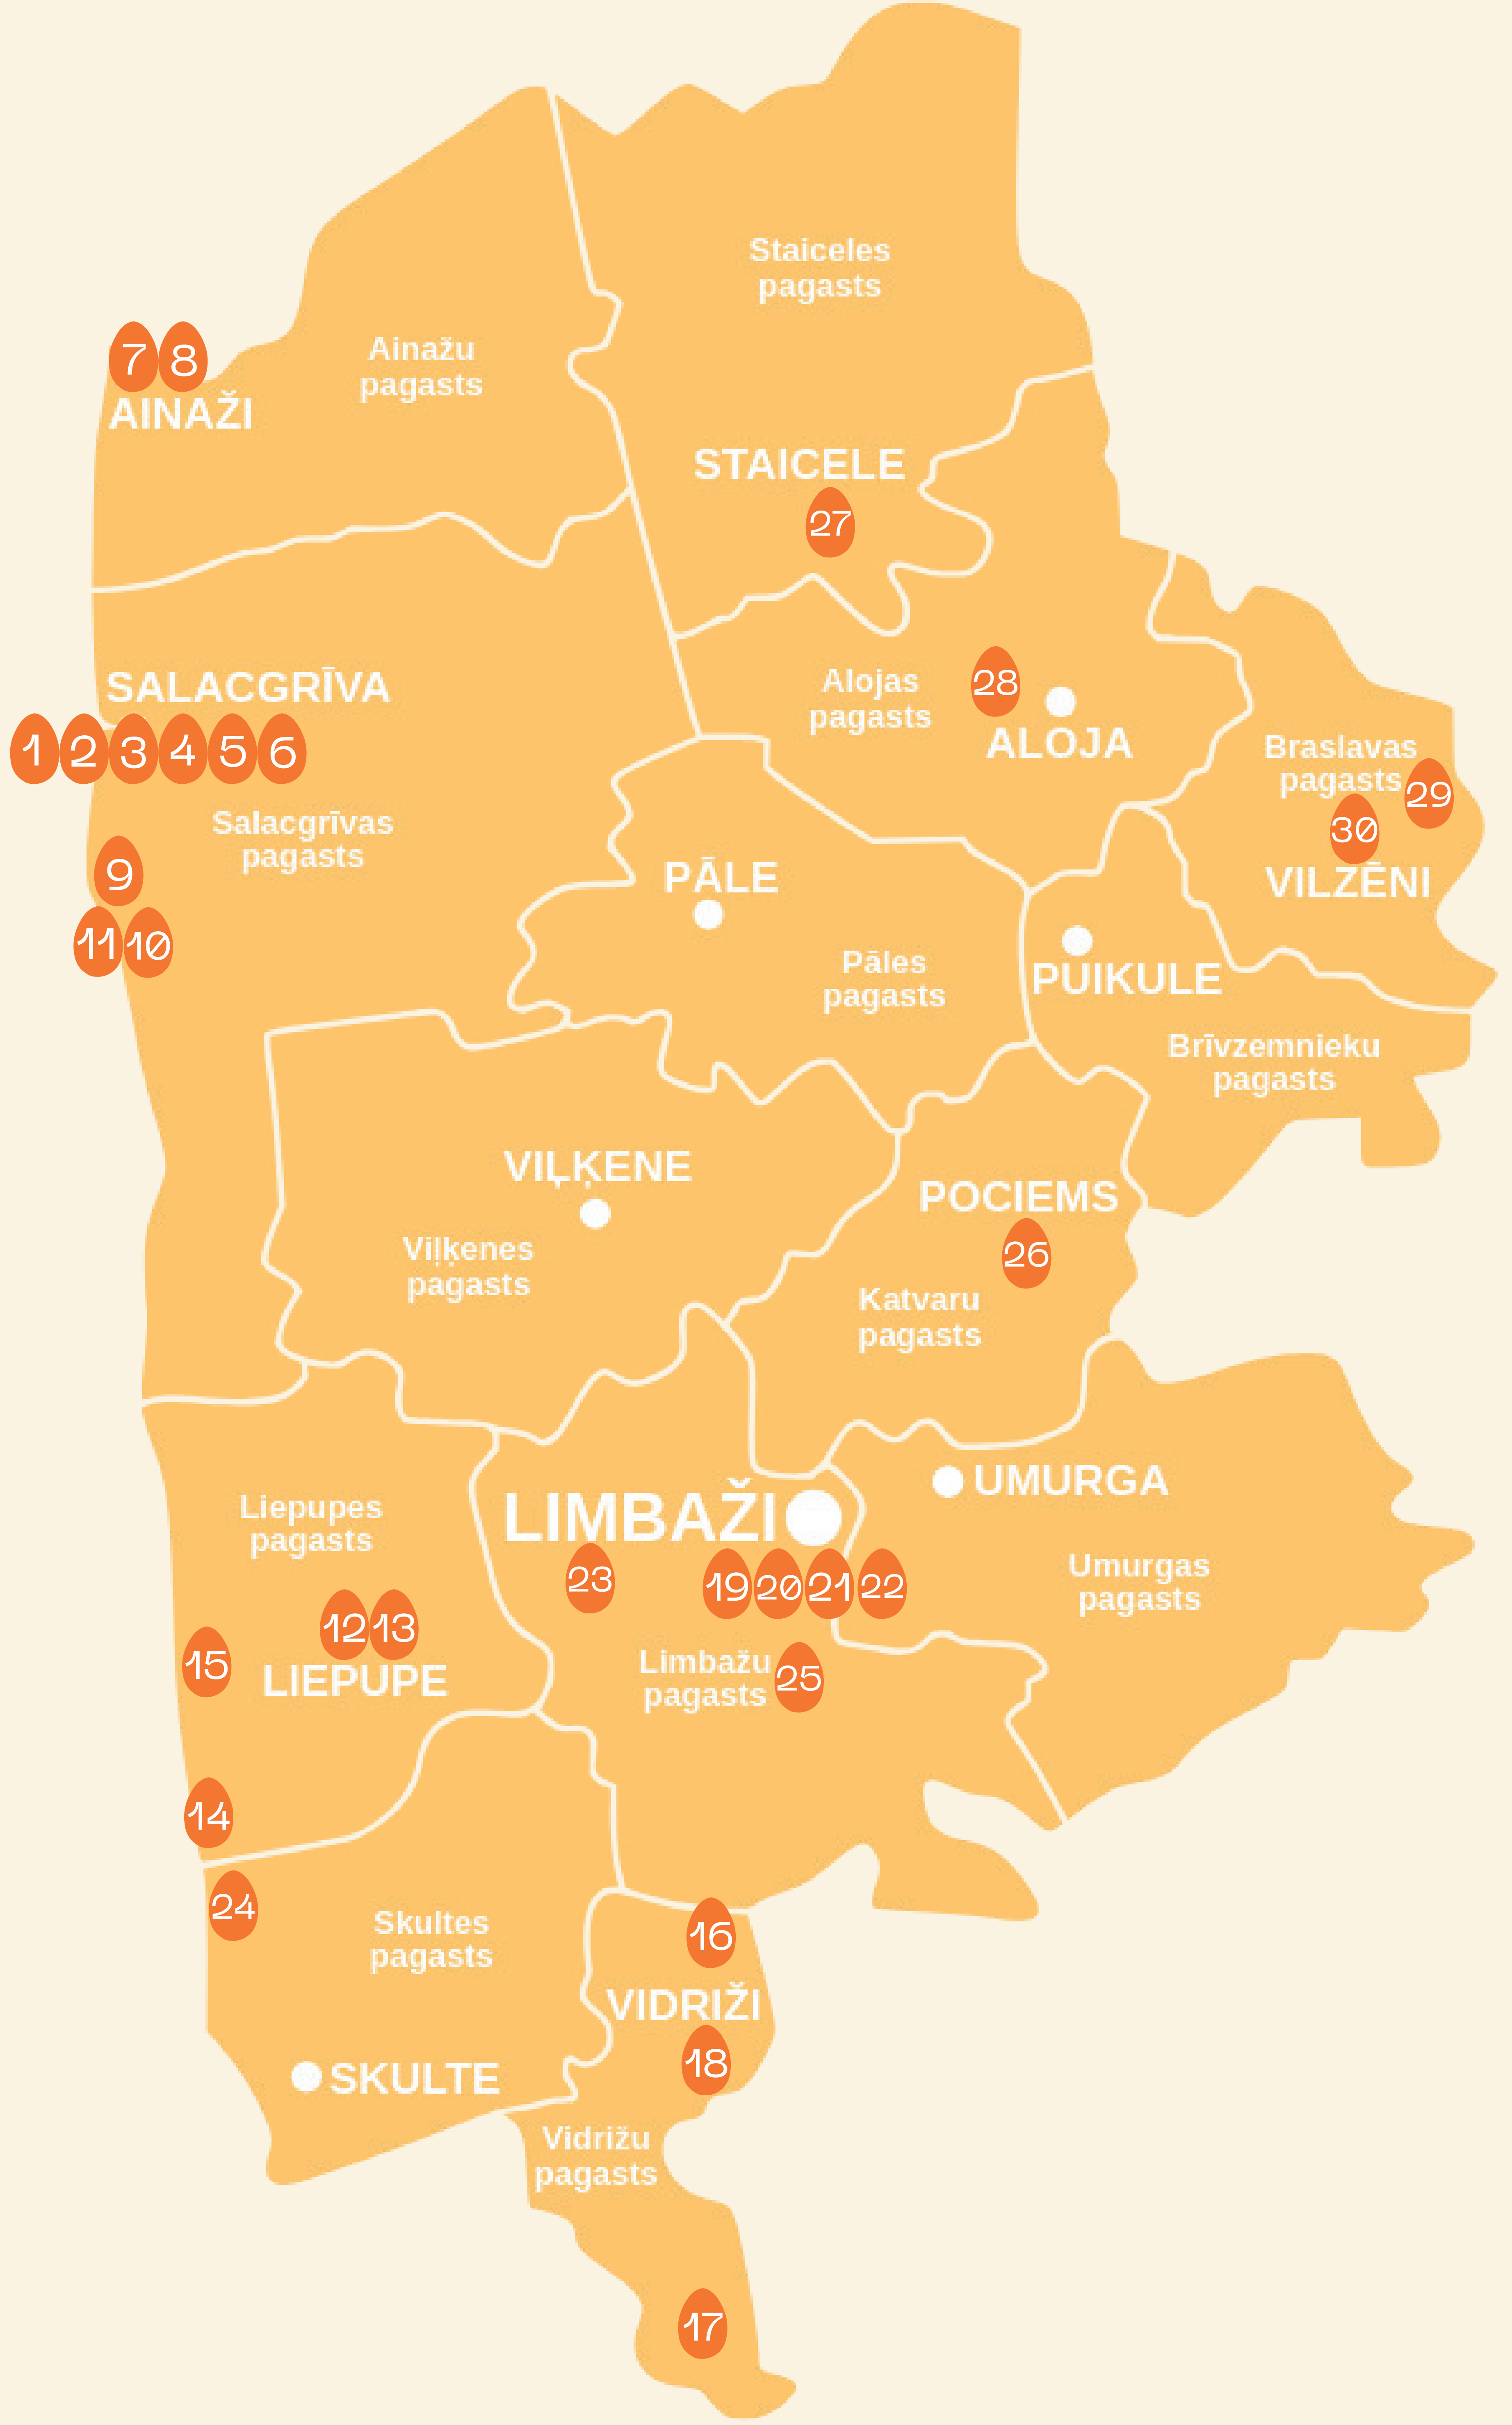 Staiceles
pagasts
7 8
Ainažu
pagasts
AINAŽI
STAICELE
27
SALACGRĪVA
Alojas
pagasts
28
ALOJA
1 2 3 4 5 6
Braslavas
pagasts
29
30
VILZĒNI
Salacgrīvas
pagasts
9
11 10
PĀLE
Pāles
pagasts
PUIKULE
Brīvzemnieku
pagasts
VIĻĶENE
Viļķenes
pagasts
POCIEMS
26
Katvaru
pagasts
UMURGA
LIMBAŽI
Liepupes
pagasts
23
19 20 21 22
Umurgas
pagasts
12 13
15
LIEPUPE
Limbažu
pagasts
25
14
24
Skultes
pagasts
16
VIDRIŽI
18
SKULTE
Vidrižu
pagasts
17